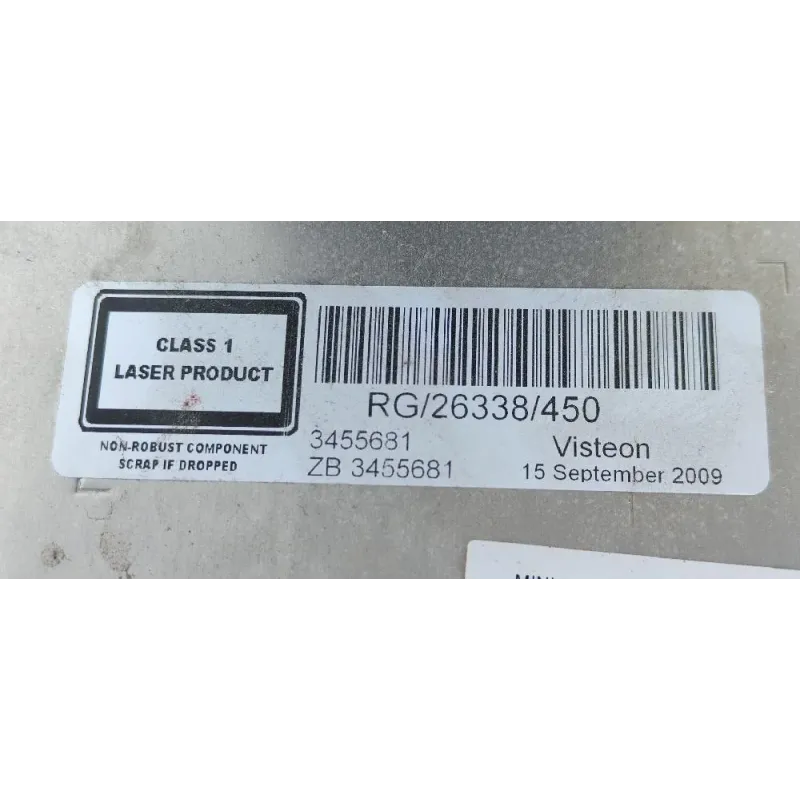 CLASS 1
LASER PRODUCT
NON-ROBUST COMPONENT
SCRAP IF DROPPED
RG/26338/450
3455681
ZB 3455681
Visteon
15 September 2009